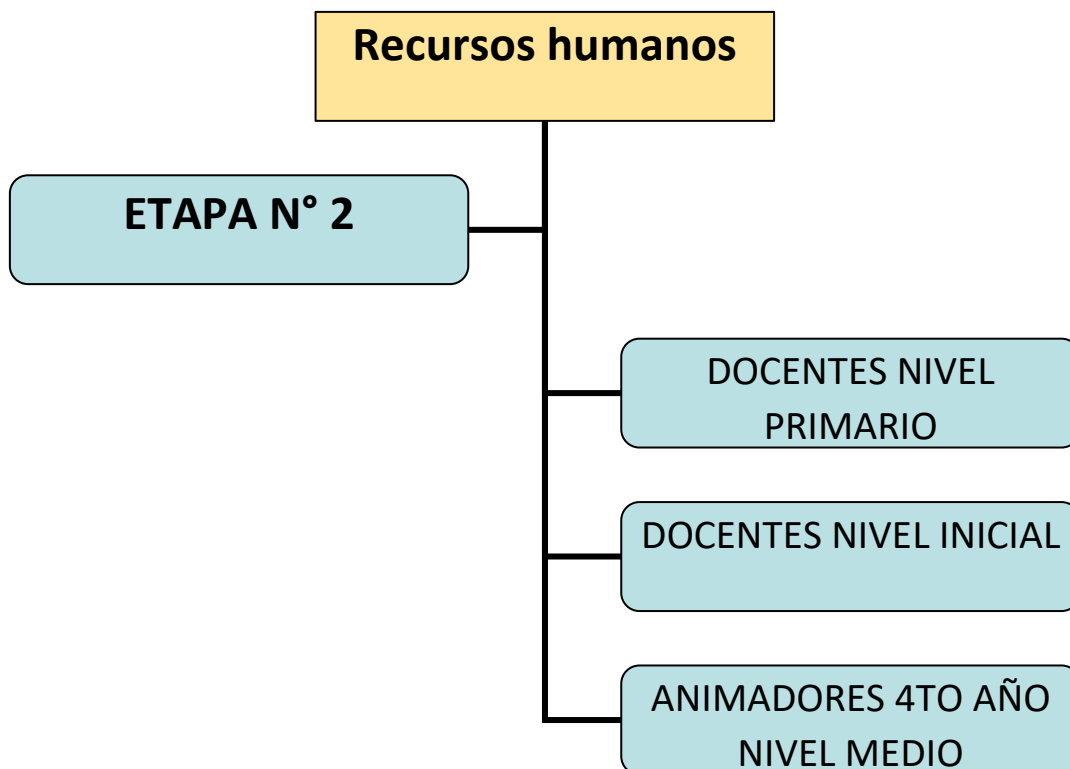 Recursos humanos
ETAPA N° 2
DOCENTES NIVEL
PRIMARIO
DOCENTES NIVEL INICIAL
ANIMADORES 4TO AÑO
NIVEL MEDIO